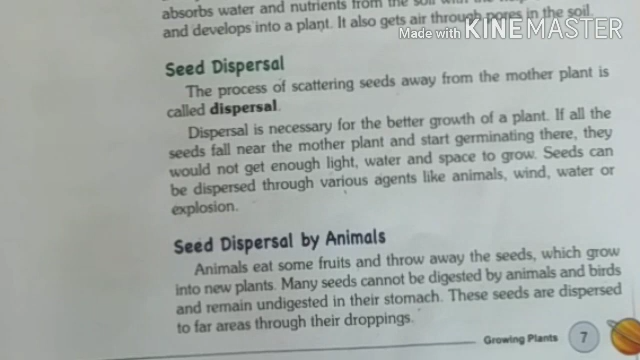 absorbs water and nutrients from the soil with the
and develops into a plant. It also gets air through pores in the soil.
Made with KINEMASTER
Seed Dispersal
The process of scattering seeds away from the mother plant is
called dispersal.
Dispersal is necessary for the better growth of a plant. If all the
seeds fall near the mother plant and start germinating there, they
would not get enough light, water and space to grow. Seeds can
be dispersed through various agents like animals, wind, water or
explosion.
Seed Dispersal by Animals
Animals eat some fruits and throw away the seeds, which grow
into new plants. Many seeds cannot be digested by animals and birds
and remain undigested in their stomach. These seeds are dispersed
to far areas through their droppings.
Growing Plants 7